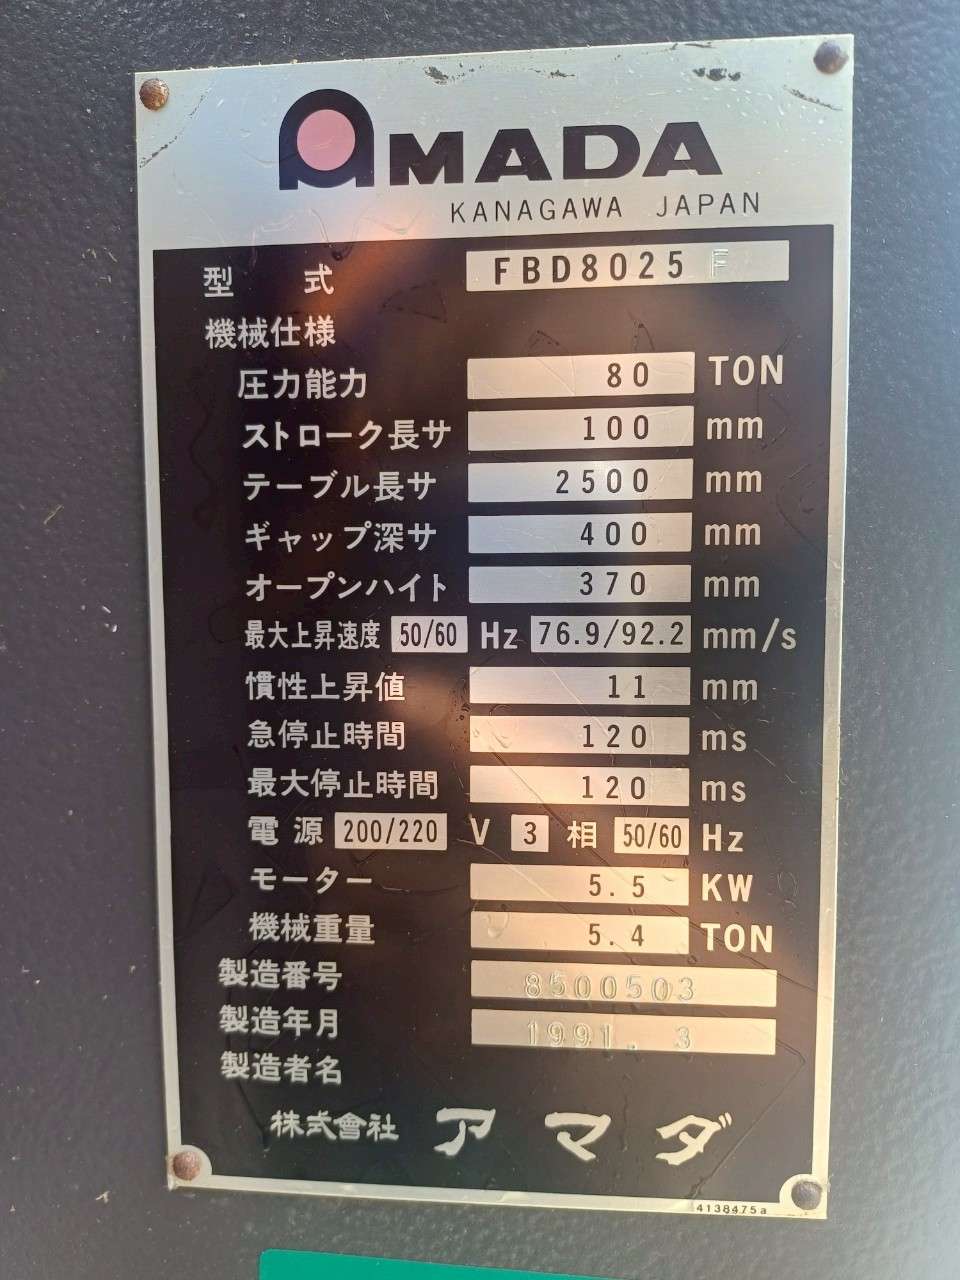 AMADA
KANAGAWA JAPAN
型 式 FBD8025 F
機械仕様
圧力能力 80 TON
ストローク長サ 100 mm
テーブル長サ 2500 mm
ギャップ深サ 400 mm
オープンハイト 370 mm
最大上昇速度 50/60 Hz 76.9/92.2 mm/s
慣性上昇値 11 mm
急停止時間 120 ms
最大停止時間 120 ms
電源 200/220 V 3 相 50/60 Hz
モーター 5.5 KW
機械重量 5.4 TON
製造番号 8500503
製造年月 1991. 3
製造者名
株式會社 アマダ
4138475a